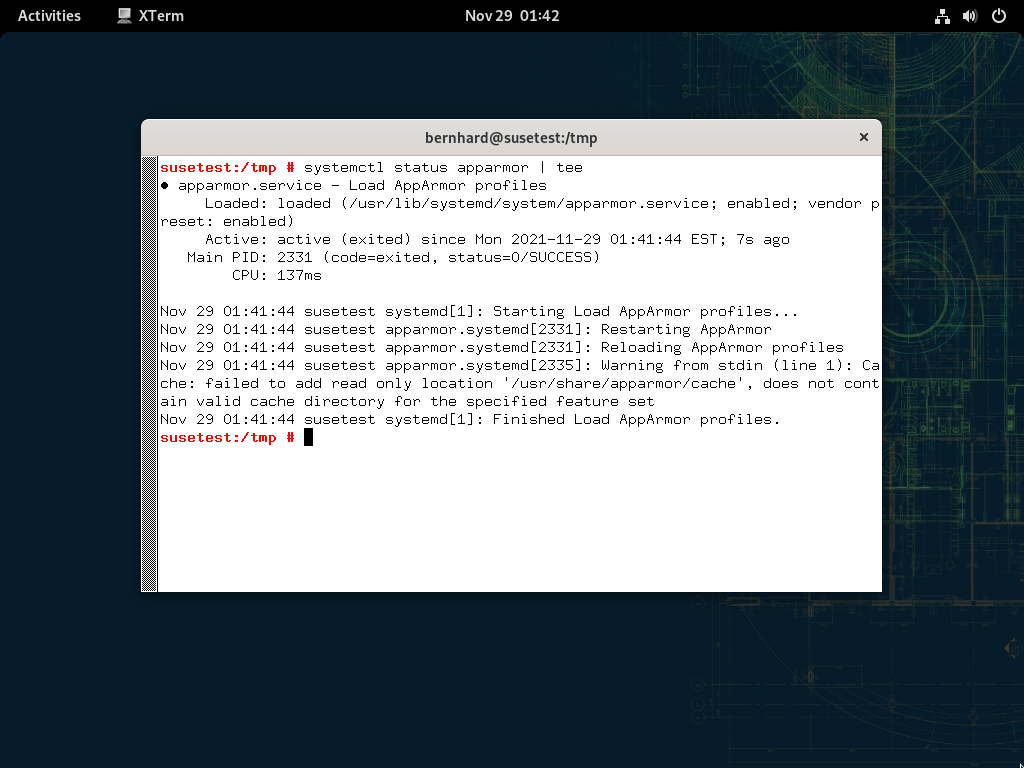 Activities XTerm Nov 29 01:42
bernhard@susetest:/tmp
susetest:/tmp # systemctl status apparmor | tee
● apparmor.service - Load AppArmor profiles
     Loaded: loaded (/usr/lib/systemd/system/apparmor.service; enabled; vendor p
reset: enabled)
     Active: active (exited) since Mon 2021-11-29 01:41:44 EST; 7s ago
   Main PID: 2331 (code=exited, status=0/SUCCESS)
        CPU: 137ms
Nov 29 01:41:44 susetest systemd[1]: Starting Load AppArmor profiles...
Nov 29 01:41:44 susetest apparmor.systemd[2331]: Restarting AppArmor
Nov 29 01:41:44 susetest apparmor.systemd[2331]: Reloading AppArmor profiles
Nov 29 01:41:44 susetest apparmor.systemd[2335]: Warning from stdin (line 1): Ca
che: failed to add read only location '/usr/share/apparmor/cache', does not cont
ain valid cache directory for the specified feature set
Nov 29 01:41:44 susetest systemd[1]: Finished Load AppArmor profiles.
susetest:/tmp #